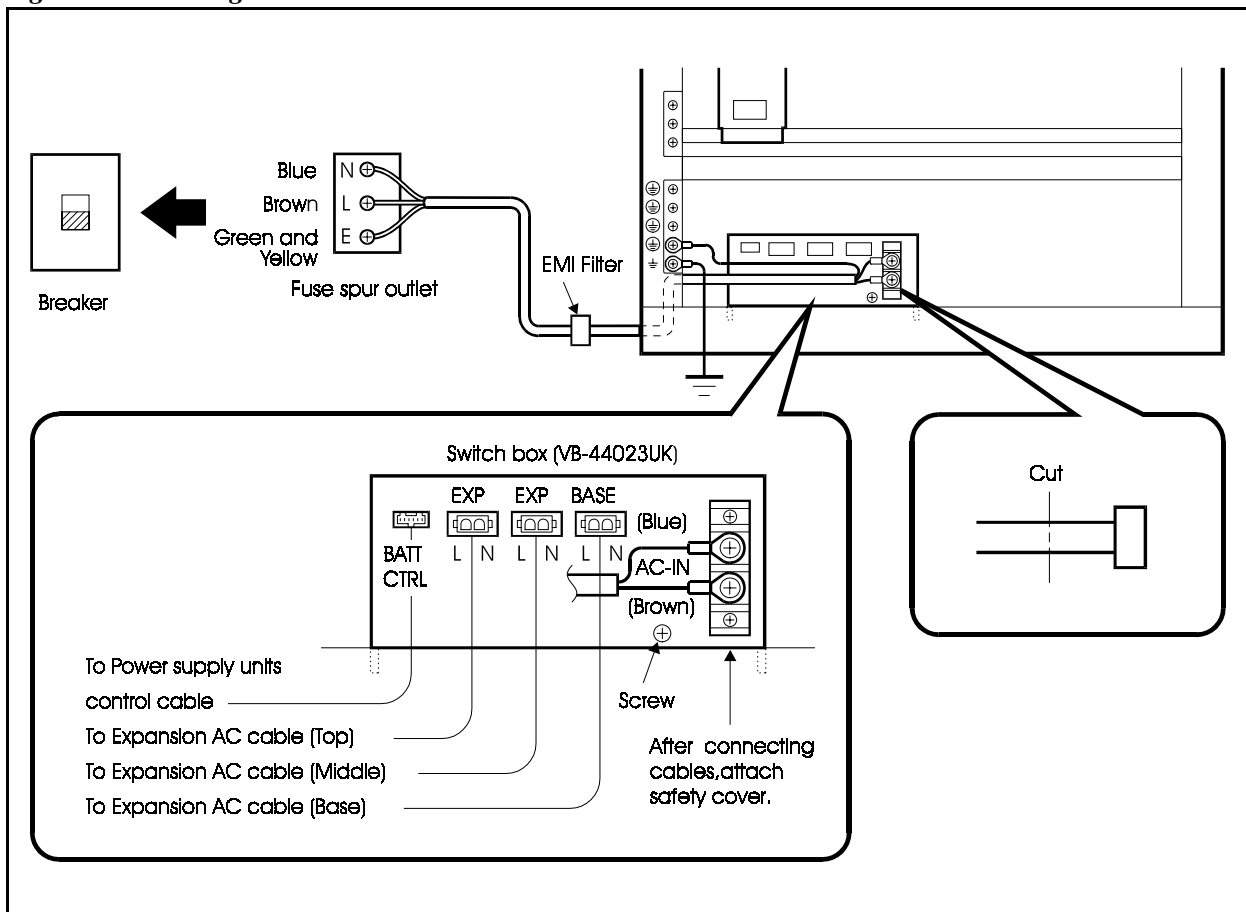 Blue
N
Brown
L
Green and
Yellow
E
Fuse spur outlet
Breaker
EMI Filter
Switch box (VB-44023UK)
EXP EXP BASE
(Blue)
BATT
CTRL
L N L N L N
AC-IN
(Brown)
Screw
After connecting
cables,attach
safety cover.
To Power supply units
control cable
To Expansion AC cable (Top)
To Expansion AC cable (Middle)
To Expansion AC cable (Base)
Cut